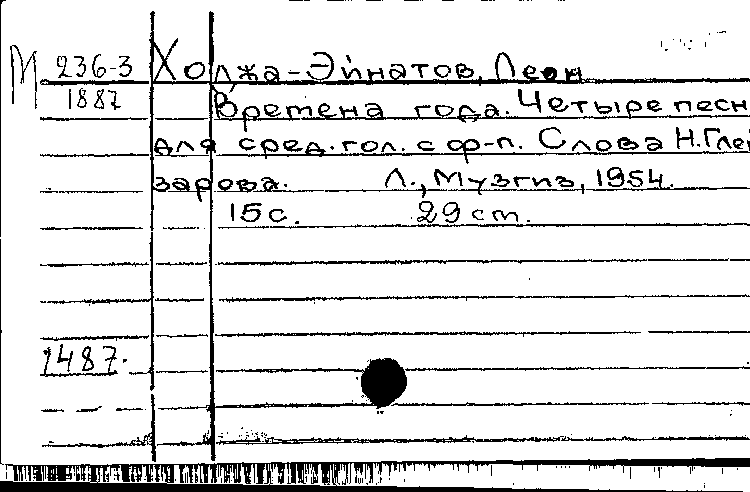 М 236-3 Холжа-Эйнатов, Леон
1887 Времена года. Четыре песн
для сред. гол. с ф-п. Слова Н. Глей
зарова. Л., Музгиз, 1954.
15 с. 29 cm.
1487.